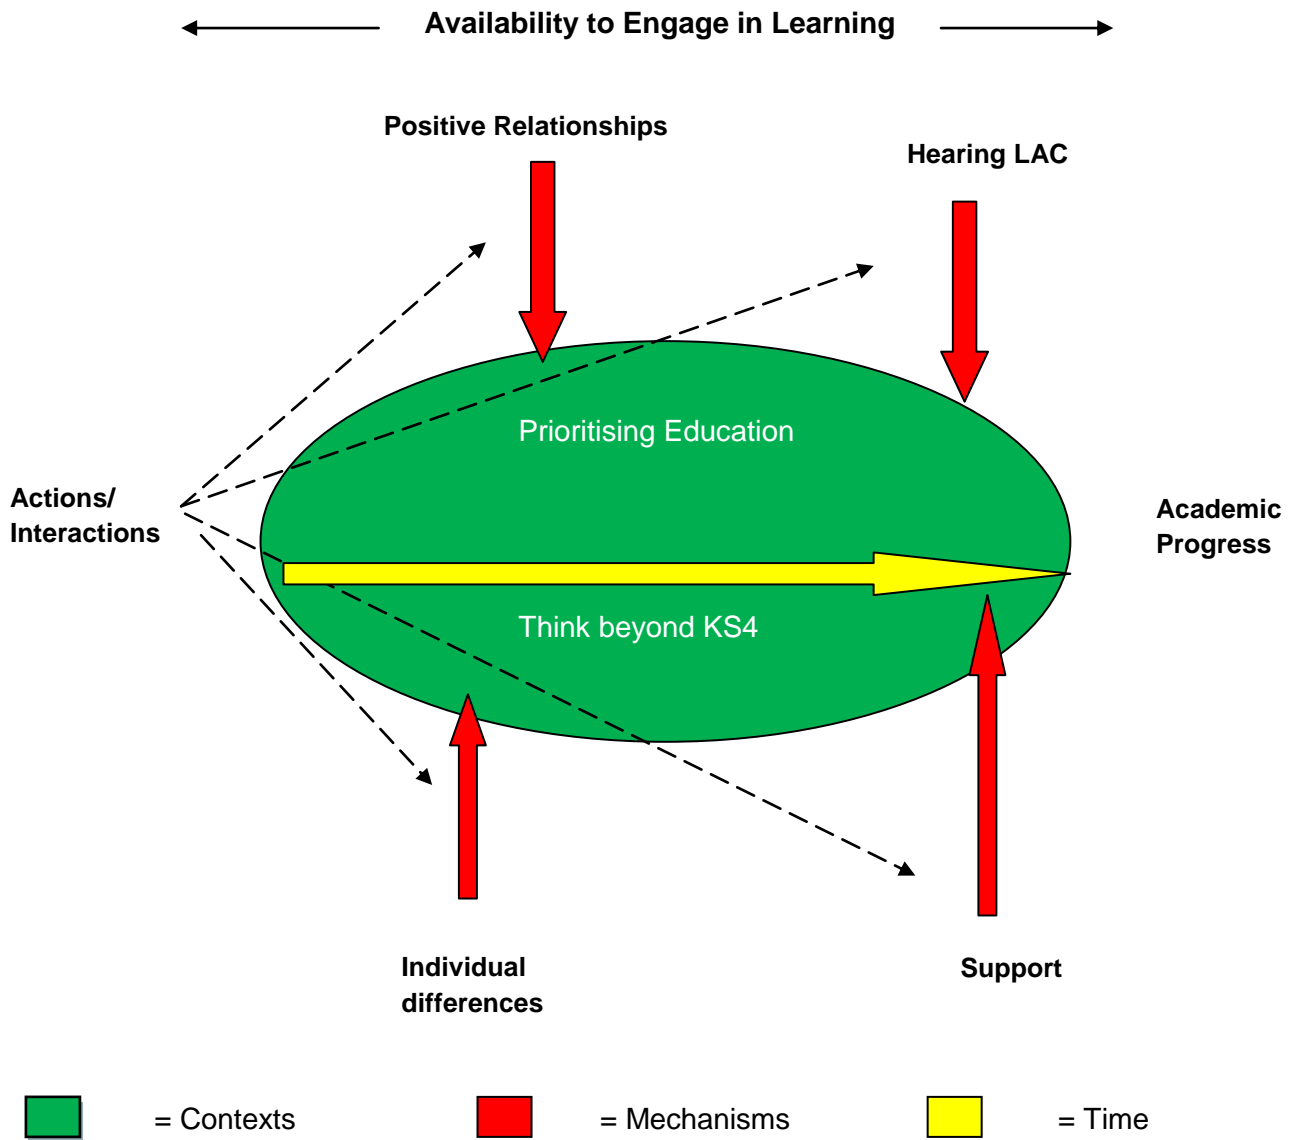 Availability to Engage in Learning
Positive Relationships
Hearing LAC
Prioritising Education
Actions/
Interactions
Academic
Progress
Think beyond KS4
Individual
differences
Support
= Contexts
= Mechanisms
= Time